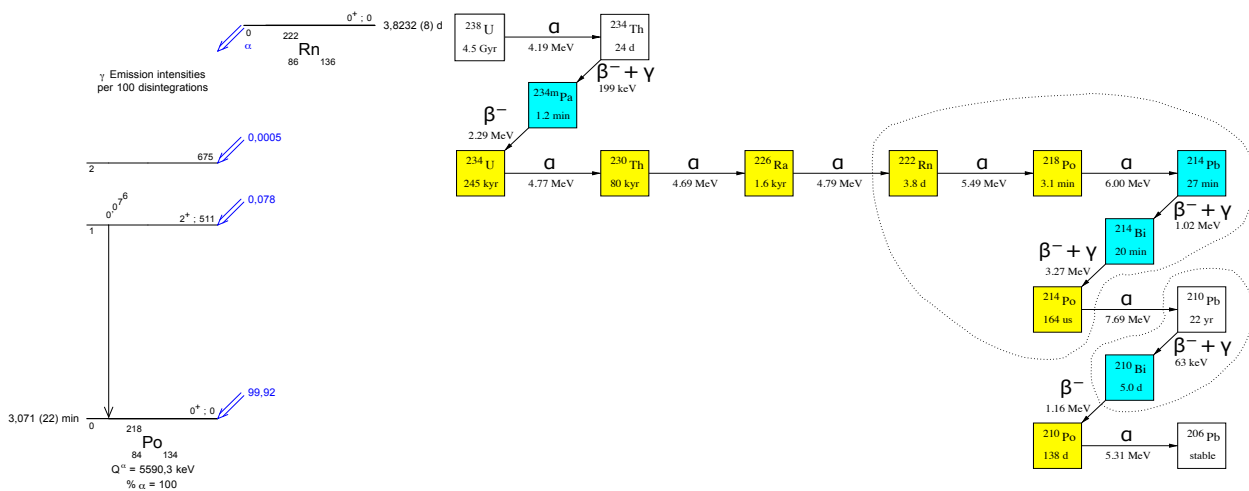 0⁺ ; 0
3,8232 (8) d
0
α
222
Rn
86 136
γ Emission intensities
per 100 disintegrations
0,0005
675
2
0,078
0,076
2⁺ ; 511
1
99,92
3,071 (22) min
0⁺ ; 0
0
218
Po
84 134
Qᵅ = 5590,3 keV
% α = 100
²³⁸U
4.5 Gyr
α
4.19 MeV
²³⁴Th
24 d
β⁻ + γ
199 keV
²³⁴ᵐPa
1.2 min
β⁻
2.29 MeV
²³⁴U
245 kyr
α
4.77 MeV
²³⁰Th
80 kyr
α
4.69 MeV
²²⁶Ra
1.6 kyr
α
4.79 MeV
²²²Rn
3.8 d
α
5.49 MeV
²¹⁸Po
3.1 min
α
6.00 MeV
²¹⁴Pb
27 min
β⁻ + γ
1.02 MeV
²¹⁴Bi
20 min
β⁻ + γ
3.27 MeV
²¹⁴Po
164 us
α
7.69 MeV
²¹⁰Pb
22 yr
β⁻ + γ
63 keV
²¹⁰Bi
5.0 d
β⁻
1.16 MeV
²¹⁰Po
138 d
α
5.31 MeV
²⁰⁶Pb
stable